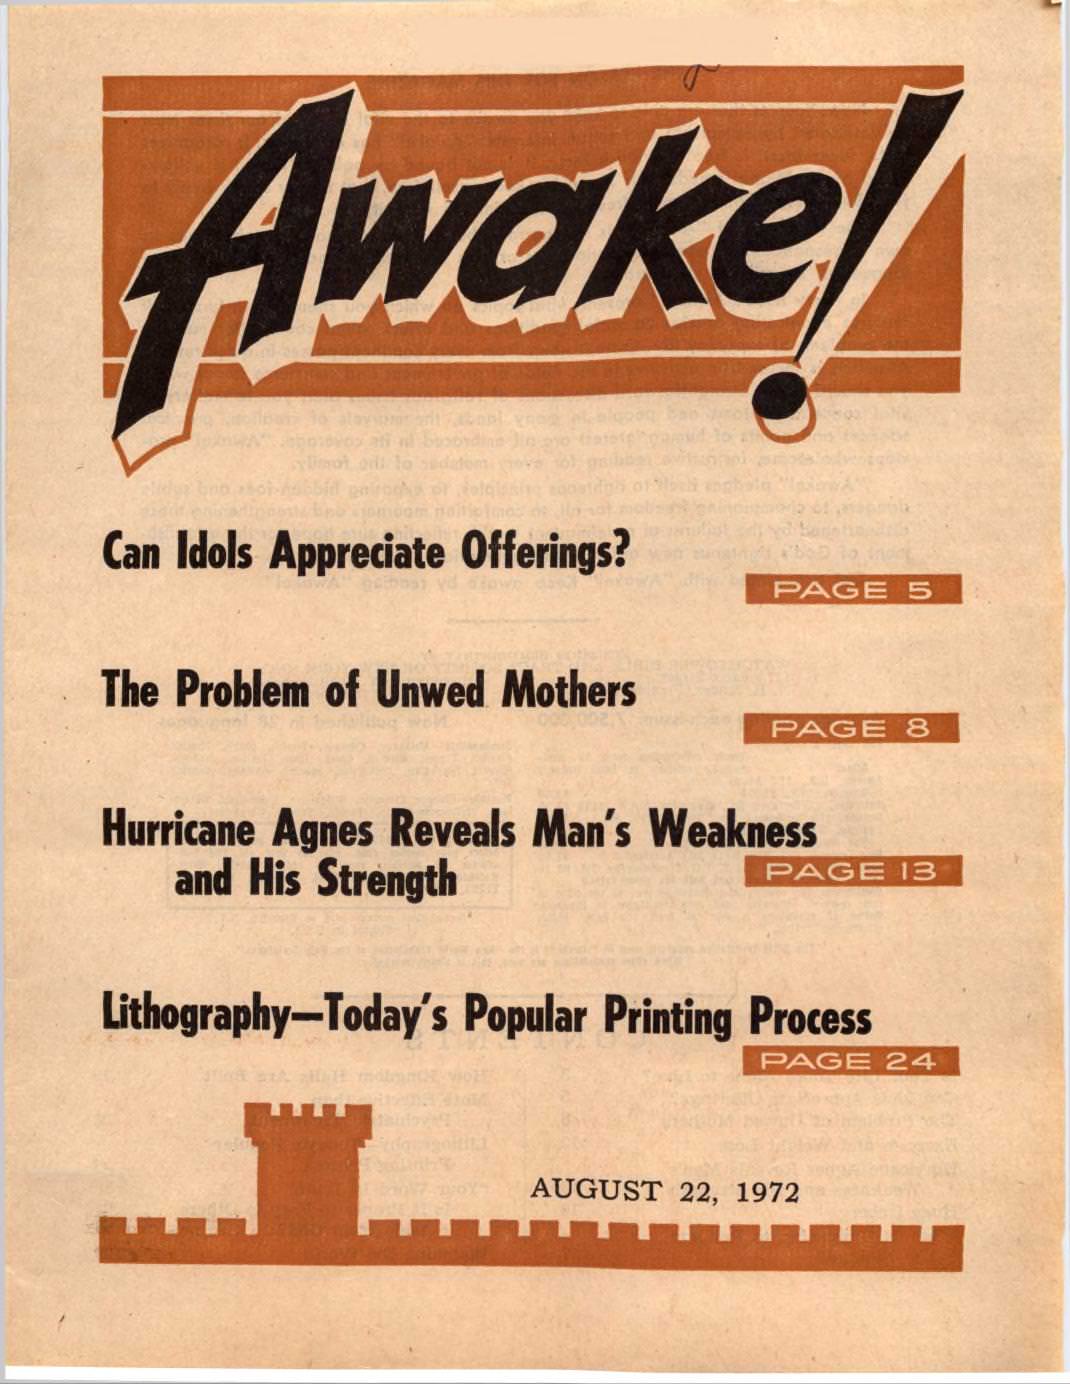 Awake!
Can Idols Appreciate Offerings?
PAGE 5
The Problem of Unwed Mothers
PAGE 8
Hurricane Agnes Reveals Man's Weakness
and His Strength
PAGE 13
Lithography—Today's Popular Printing Process
PAGE 24
AUGUST 22, 1972